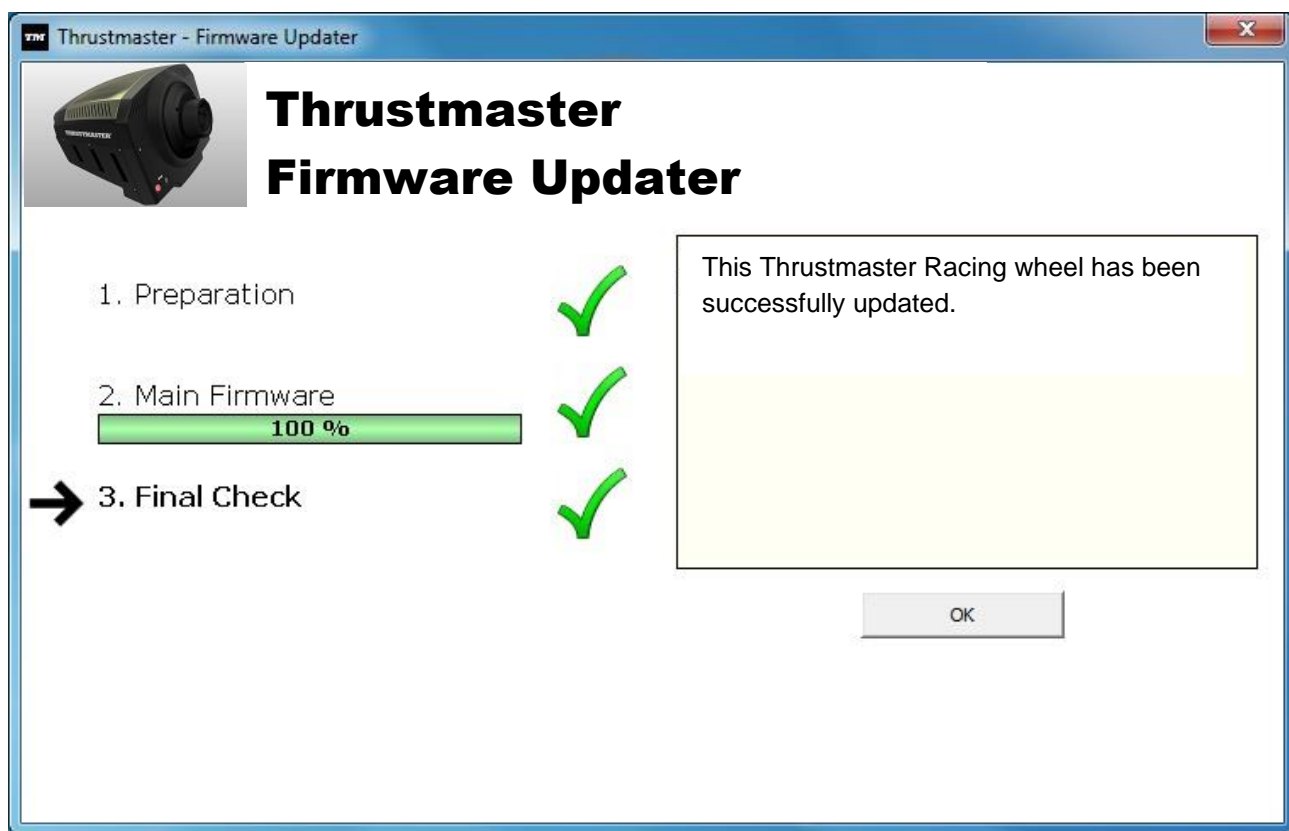 Thrustmaster - Firmware Updater
THRUSTMASTER
Thrustmaster
Firmware Updater
1. Preparation
2. Main Firmware
100 %
3. Final Check
This Thrustmaster Racing wheel has been
successfully updated.
OK